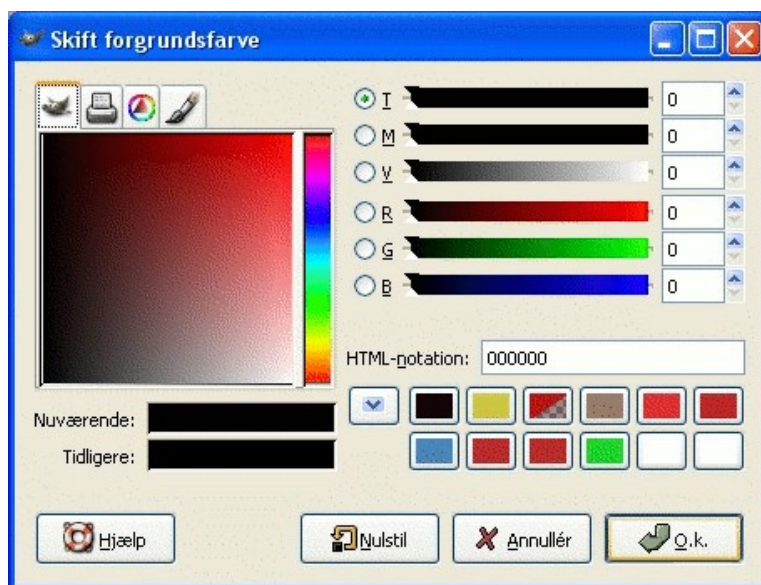 Skift forgrundsfarve
T 0
M 0
V 0
R 0
G 0
B 0
HTML-notation: 000000
Nuværende:
Tidligere:
Hjælp Nulstil Annullér O.k.